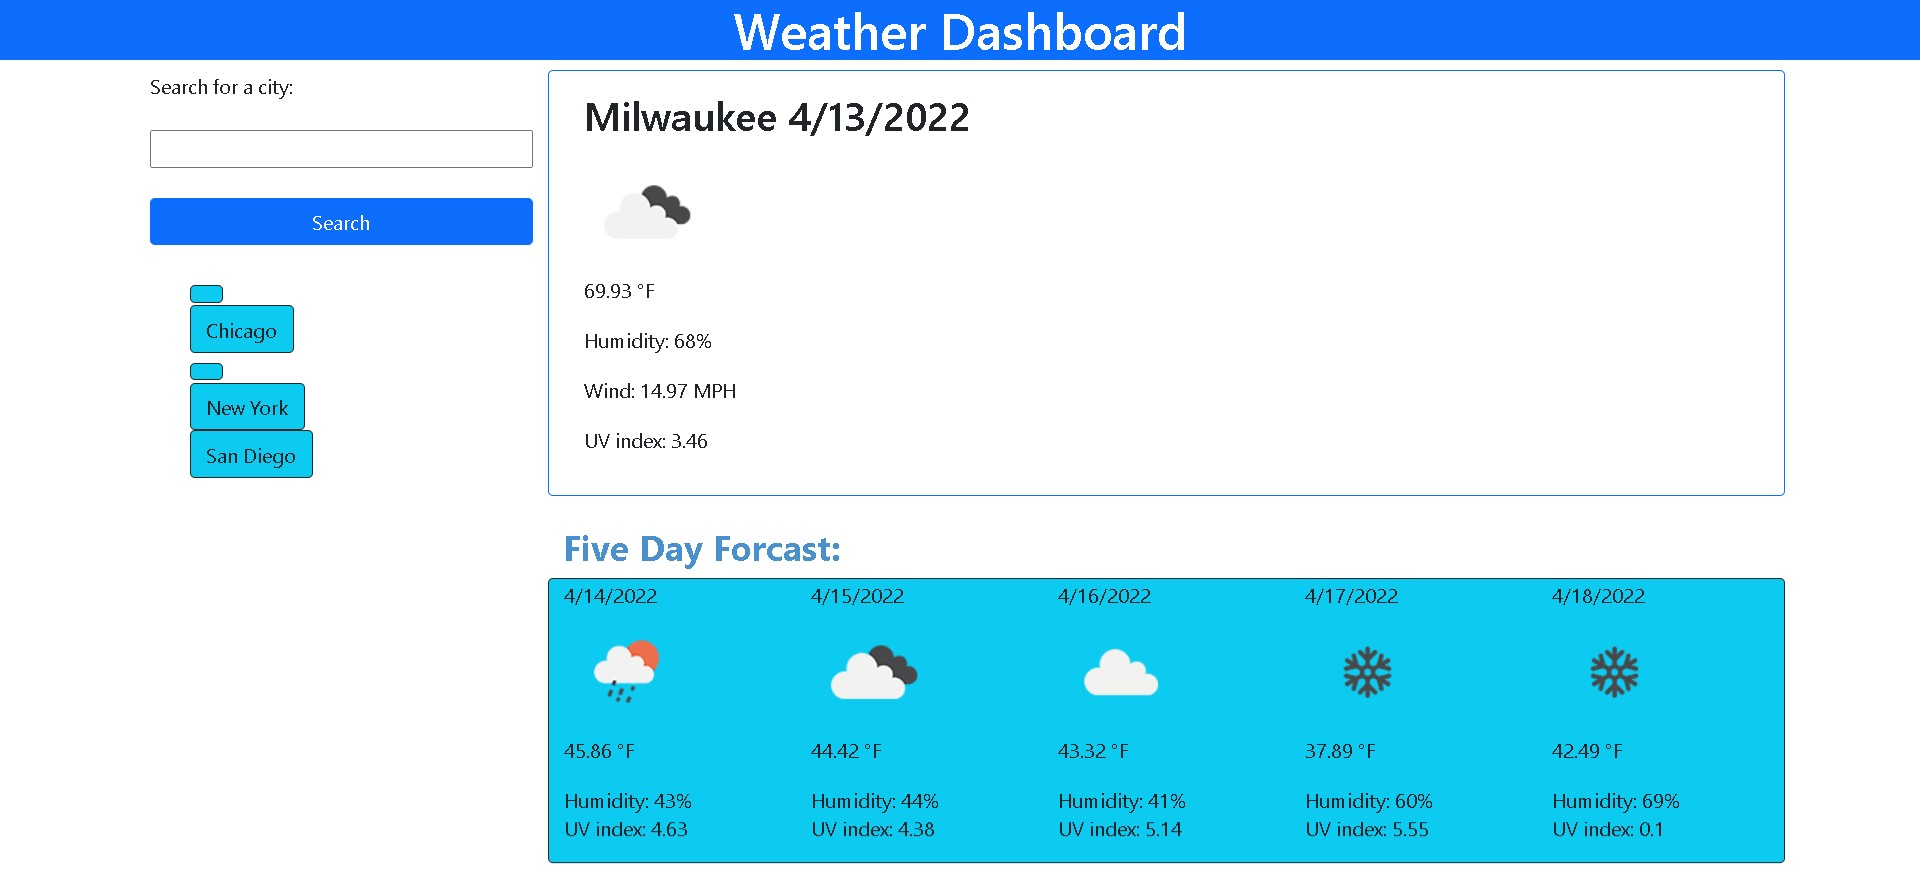 Weather Dashboard
Search for a city:
Search
Chicago
New York
San Diego
Milwaukee 4/13/2022
69.93 °F
Humidity: 68%
Wind: 14.97 MPH
UV index: 3.46
Five Day Forcast:
4/14/2022
45.86 °F
Humidity: 43%
UV index: 4.63
4/15/2022
44.42 °F
Humidity: 44%
UV index: 4.38
4/16/2022
43.32 °F
Humidity: 41%
UV index: 5.14
4/17/2022
37.89 °F
Humidity: 60%
UV index: 5.55
4/18/2022
42.49 °F
Humidity: 69%
UV index: 0.1